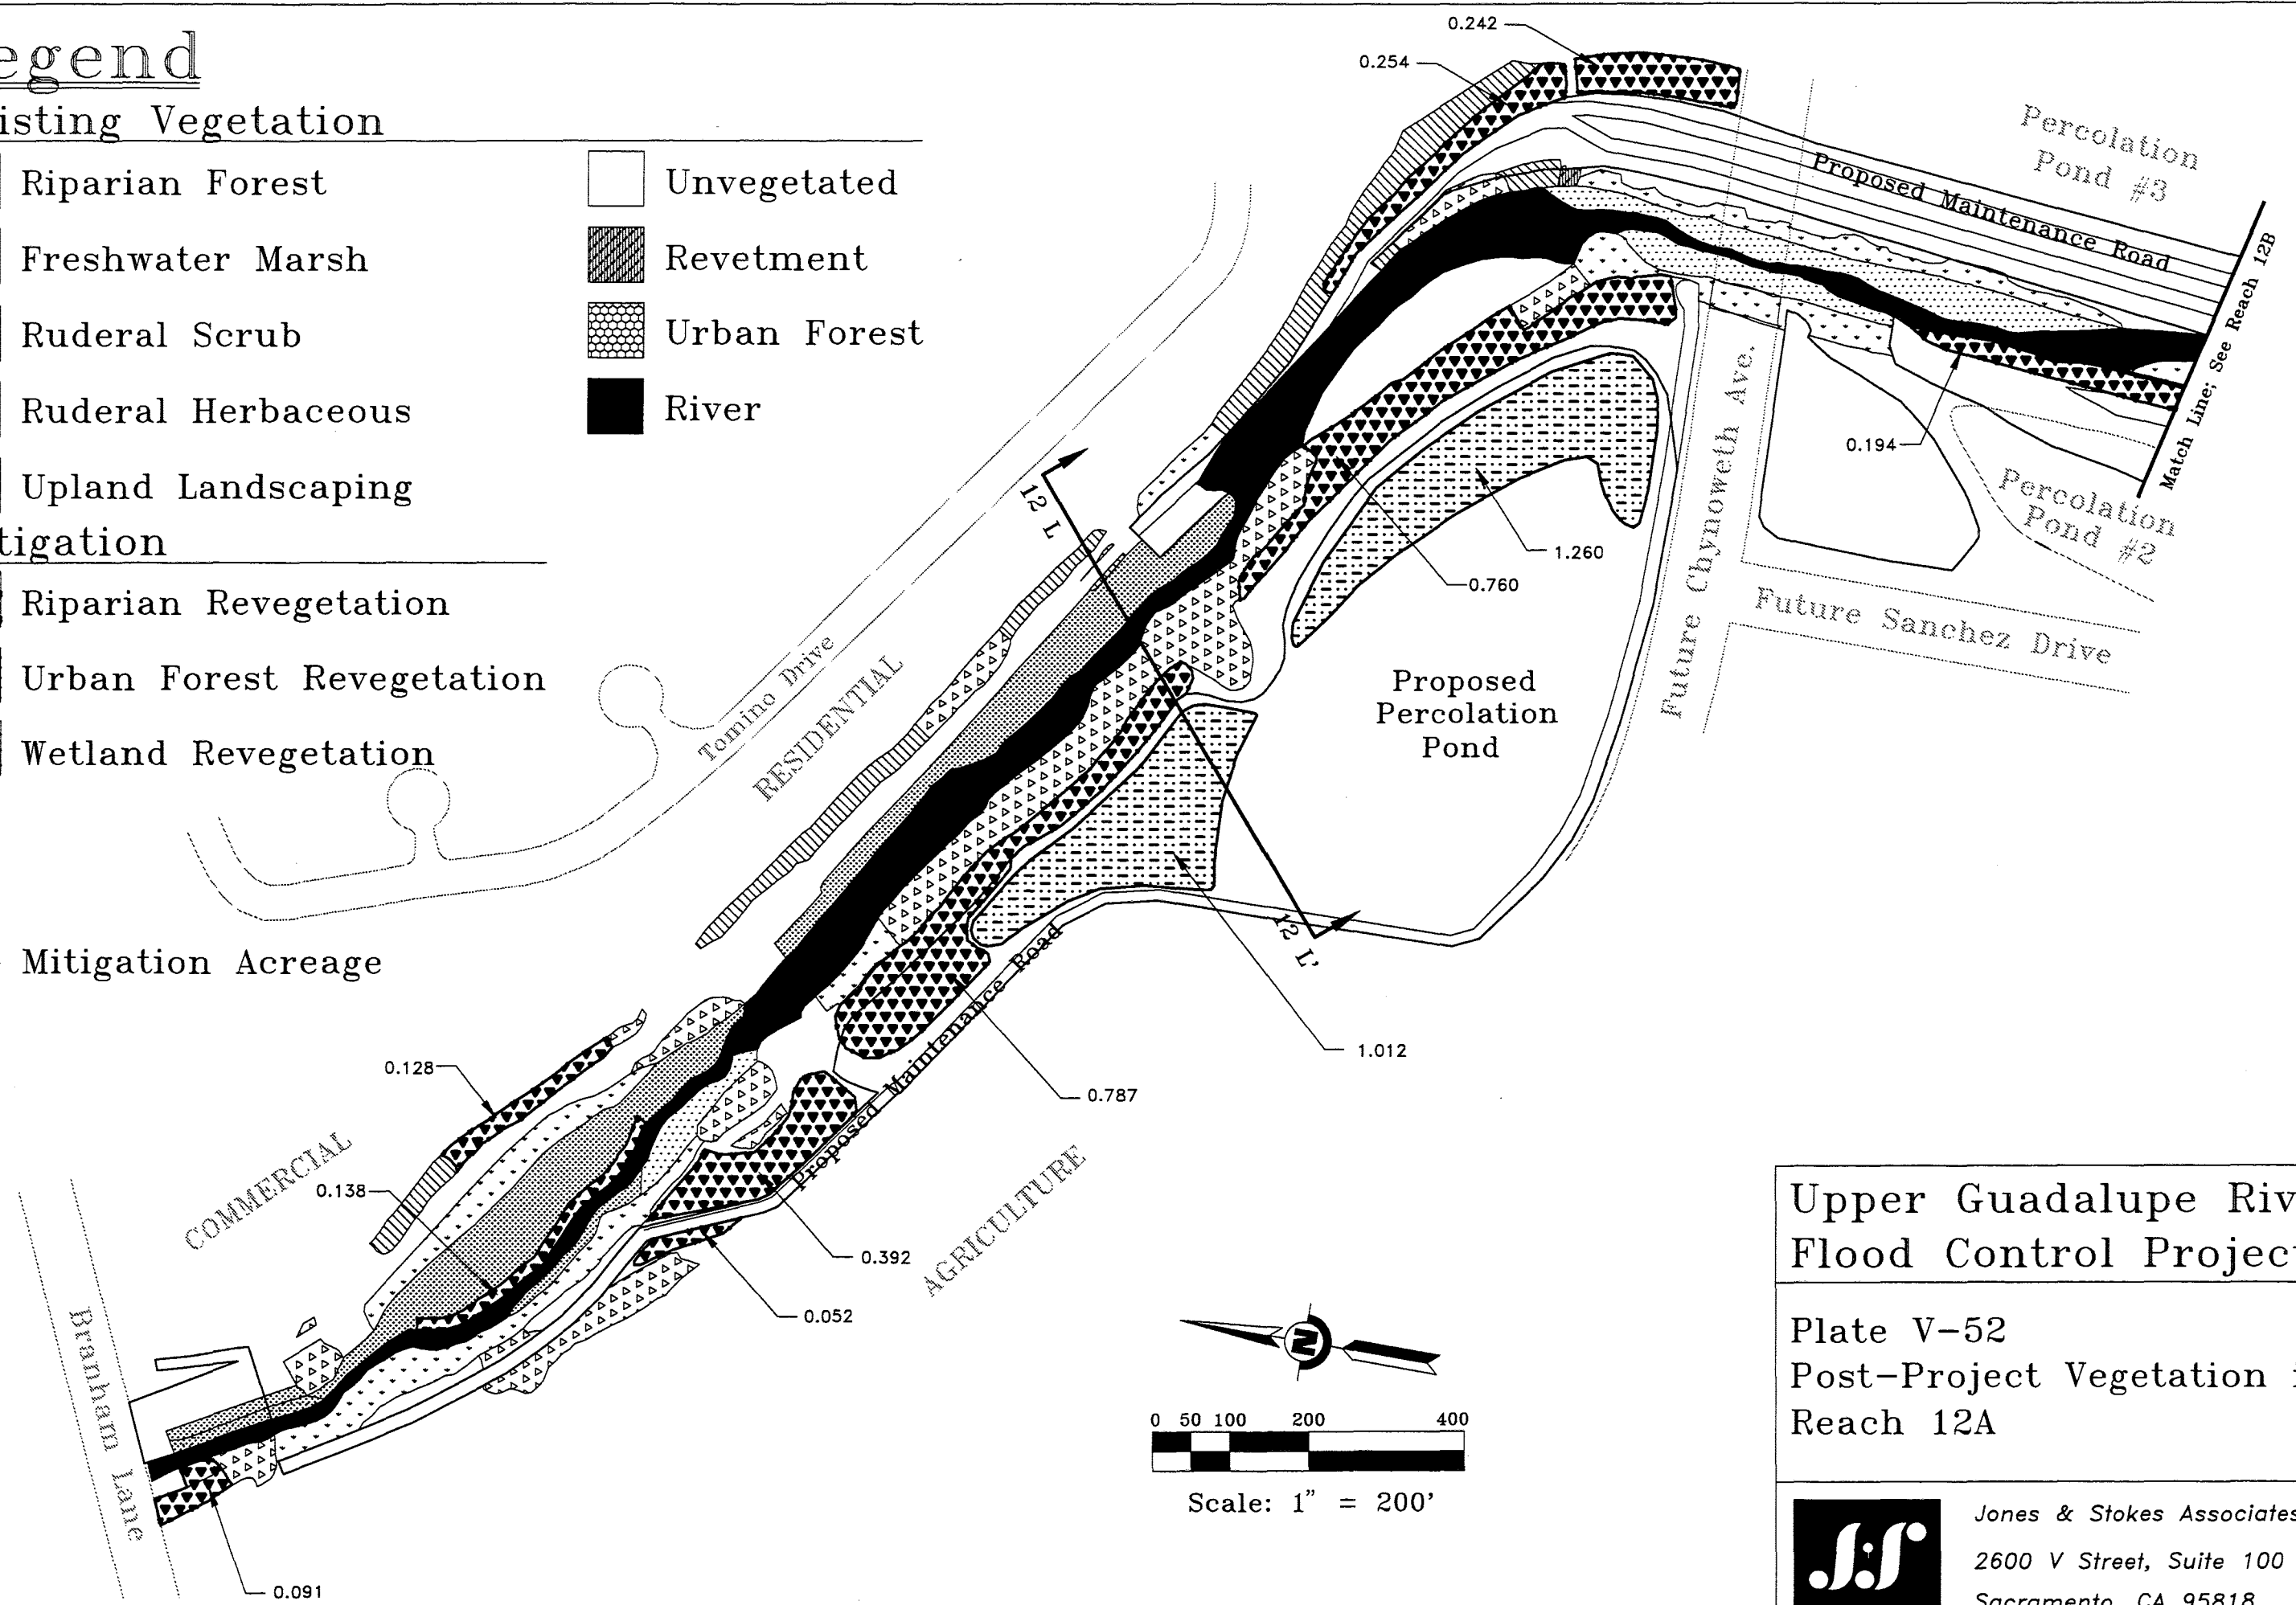 egend
isting Vegetation
Riparian Forest
Freshwater Marsh
Ruderal Scrub
Ruderal Herbaceous
Upland Landscaping
Unvegetated
Revetment
Urban Forest
River
tigation
Riparian Revegetation
Urban Forest Revegetation
Wetland Revegetation
Mitigation Acreage
0.242
0.254
Percolation
Pond #3
Proposed Maintenance Road
Match Line; See Reach 12B
0.194
Percolation
Pond #2
Future Chynoweth Ave.
Future Sanchez Drive
12 L
1.260
0.760
Proposed
Percolation
Pond
Tomino Drive
RESIDENTIAL
12 L'
1.012
0.787
Proposed Maintenance Road
0.128
COMMERCIAL
0.138
0.392
AGRICULTURE
0.052
Branham Lane
0.091
N
0 50 100 200 400
Scale: 1" = 200'
Upper Guadalupe Riv
Flood Control Projec
Plate V-52
Post-Project Vegetation i
Reach 12A
Jones & Stokes Associates
2600 V Street, Suite 100
Sacramento, CA 95818